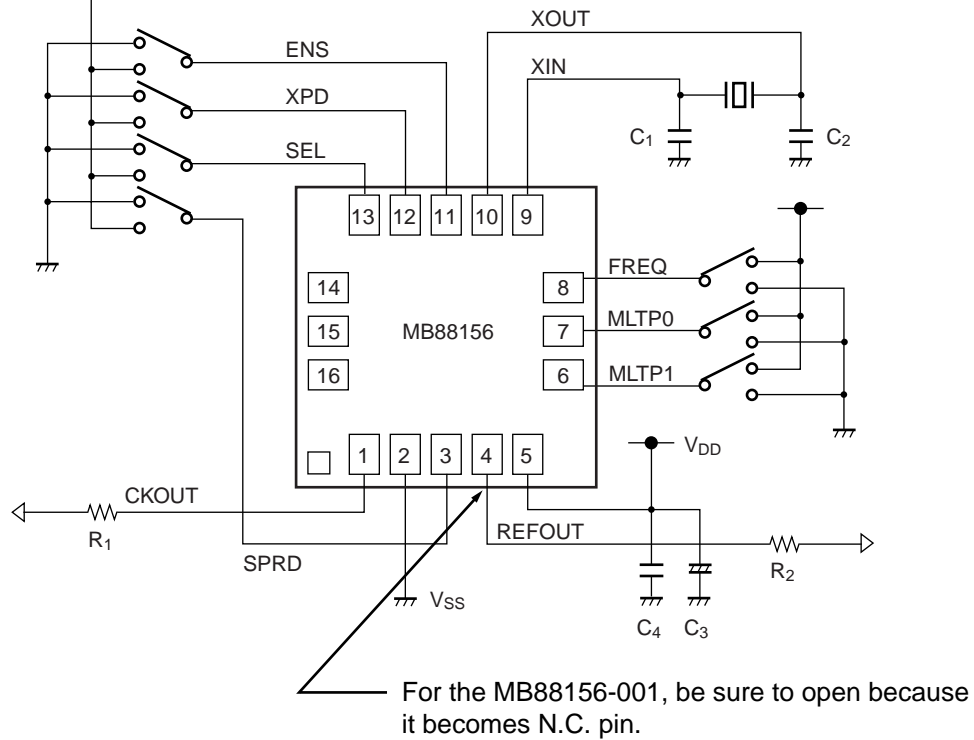 XOUT
ENS
XIN
XPD
C1
C2
SEL
13
12
11
10
9
FREQ
14
8
MLTP0
15
MB88156
7
16
6
MLTP1
1
2
3
4
5
VDD
CKOUT
REFOUT
R1
SPRD
R2
VSS
C4
C3
For the MB88156-001, be sure to open because
it becomes N.C. pin.